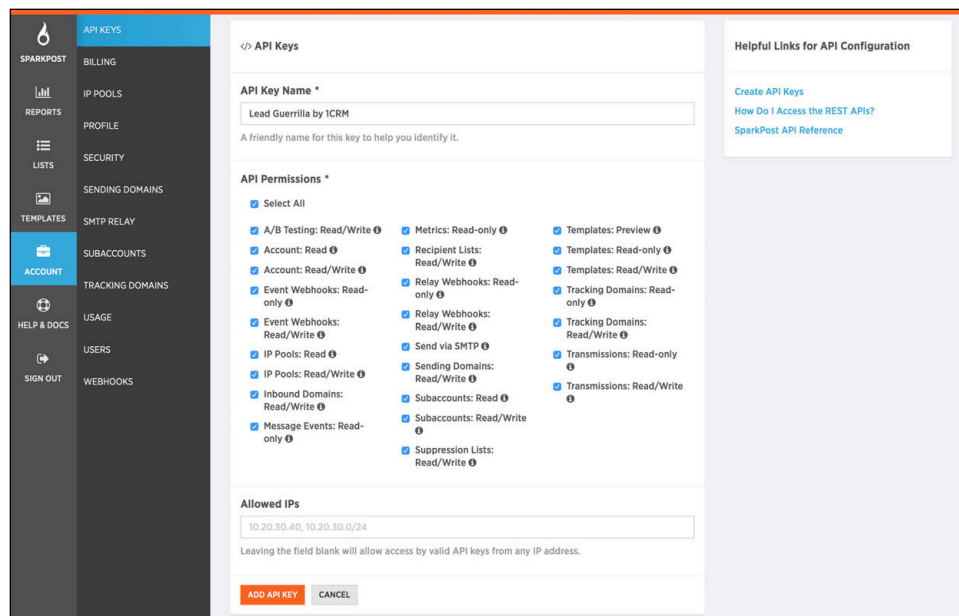 SPARKPOST
REPORTS
LISTS
TEMPLATES
ACCOUNT
HELP & DOCS
SIGN OUT
API KEYS
BILLING
IP POOLS
PROFILE
SECURITY
SENDING DOMAINS
SMTP RELAY
SUBACCOUNTS
TRACKING DOMAINS
USAGE
USERS
WEBHOOKS
</> API Keys
API Key Name *
Lead Guerrilla by 1CRM
A friendly name for this key to help you identify it.
API Permissions *
Select All
A/B Testing: Read/Write
Account: Read
Account: Read/Write
Event Webhooks: Read-
only
Event Webhooks:
Read/Write
IP Pools: Read
IP Pools: Read/Write
Inbound Domains:
Read/Write
Message Events: Read-
only
Metrics: Read-only
Recipient Lists:
Read/Write
Relay Webhooks: Read-
only
Relay Webhooks:
Read/Write
Send via SMTP
Sending Domains:
Read/Write
Subaccounts: Read
Subaccounts: Read/Write
Suppression Lists:
Read/Write
Templates: Preview
Templates: Read-only
Templates: Read/Write
Tracking Domains: Read-
only
Tracking Domains:
Read/Write
Transmissions: Read-only
Transmissions: Read/Write
Allowed IPs
10.20.30.40, 10.20.30.0/24
Leaving the field blank will allow access by valid API keys from any IP address.
ADD API KEY
CANCEL
Helpful Links for API Configuration
Create API Keys
How Do I Access the REST APIs?
SparkPost API Reference